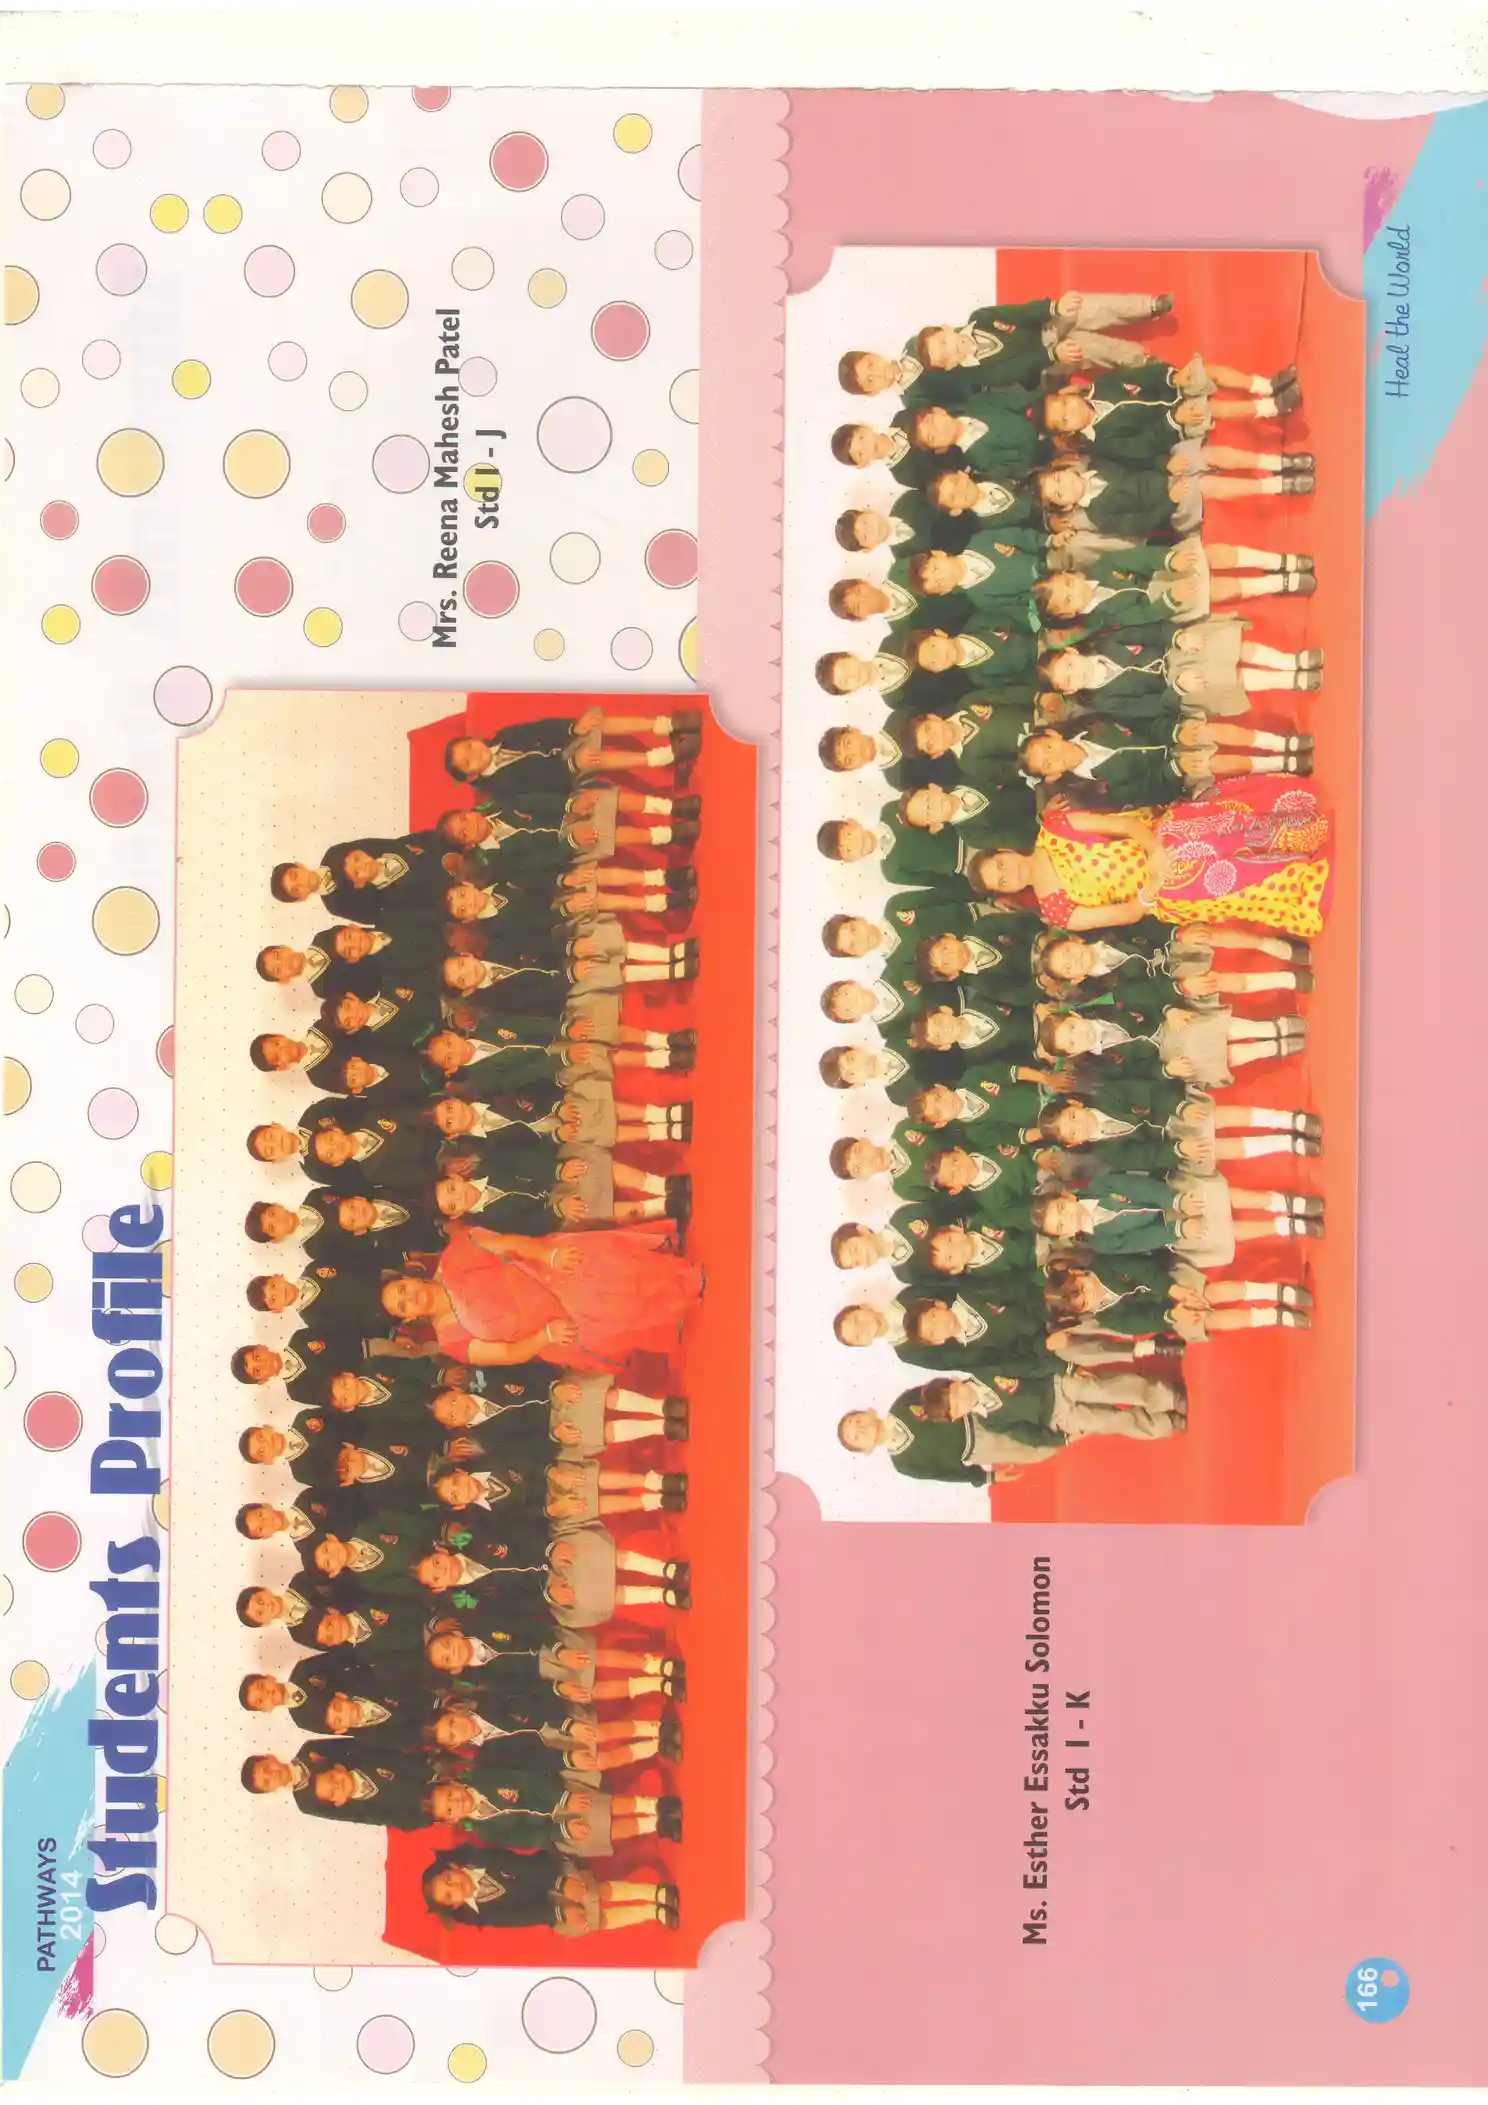 PATHWAYS
2014
Students Profile
Mrs. Reena Mahesh Patel
Std I - J
Ms. Esther Essakku Solomon
Std I - K
166
Heal the World